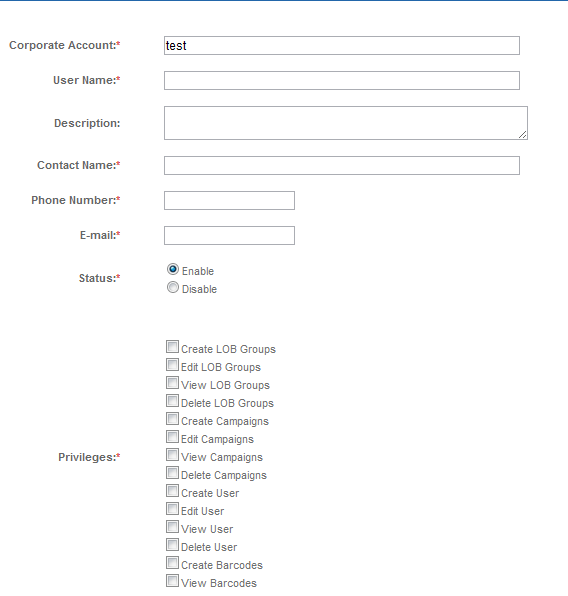 Corporate Account:* test
User Name:*
Description:
Contact Name:*
Phone Number:*
E-mail:*
Status:*
Enable
Disable
Privileges:*
Create LOB Groups
Edit LOB Groups
View LOB Groups
Delete LOB Groups
Create Campaigns
Edit Campaigns
View Campaigns
Delete Campaigns
Create User
Edit User
View User
Delete User
Create Barcodes
View Barcodes